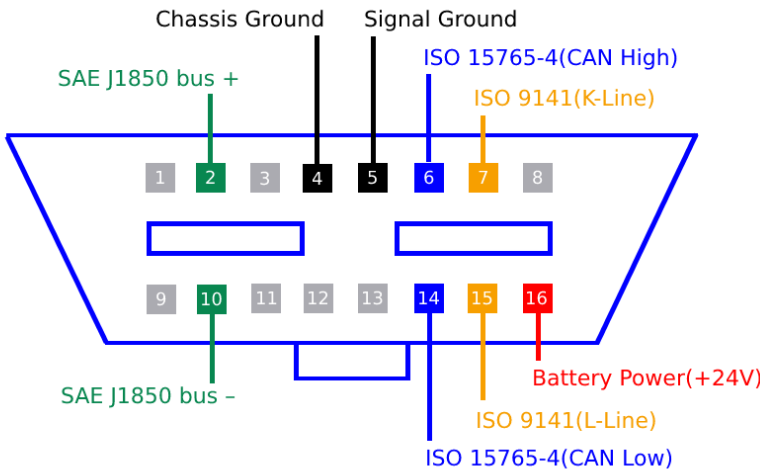 Chassis Ground
Signal Ground
ISO 15765-4(CAN High)
SAE J1850 bus +
ISO 9141(K-Line)
1 2 3 4 5 6 7 8
9 10 11 12 13 14 15 16
Battery Power(+24V)
SAE J1850 bus –
ISO 9141(L-Line)
ISO 15765-4(CAN Low)